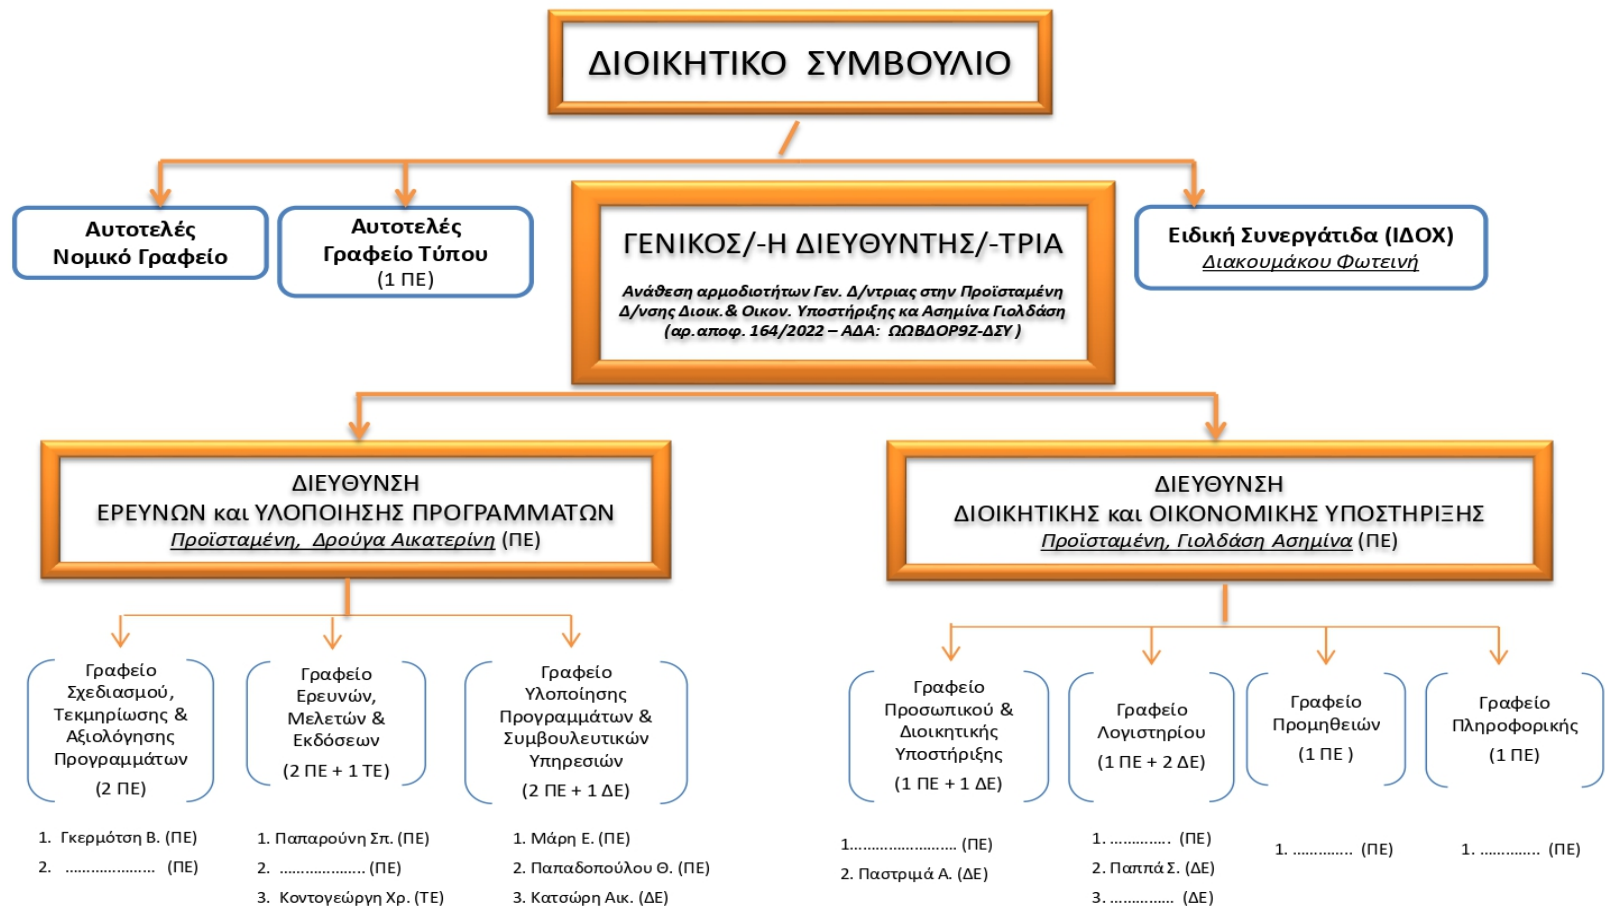 ΔΙΟΙΚΗΤΙΚΟ ΣΥΜΒΟΥΛΙΟ
Αυτοτελές
Νομικό Γραφείο
Αυτοτελές
Γραφείο Τύπου
(1 ΠΕ)
ΓΕΝΙΚΟΣ/-Η ΔΙΕΥΘΥΝΤΗΣ/-ΤΡΙΑ
Ανάθεση αρμοδιοτήτων Γεν. Δ/ντριας στην Προϊσταμένη
Δ/νσης Διοικ.& Οικον. Υποστήριξης κα Ασημίνα Γιολδάση
(αρ.αποφ. 164/2022 – ΑΔΑ: ΩΩΒΔΟΡ9Ζ-ΔΣΥ )
Ειδική Συνεργάτιδα (ΙΔΟΧ)
Διακουμάκου Φωτεινή
ΔΙΕΥΘΥΝΣΗ
ΕΡΕΥΝΩΝ και ΥΛΟΠΟΙΗΣΗΣ ΠΡΟΓΡΑΜΜΑΤΩΝ
Προϊσταμένη, Δρούγα Αικατερίνη (ΠΕ)
ΔΙΕΥΘΥΝΣΗ
ΔΙΟΙΚΗΤΙΚΗΣ και ΟΙΚΟΝΟΜΙΚΗΣ ΥΠΟΣΤΗΡΙΞΗΣ
Προϊσταμένη, Γιολδάση Ασημίνα (ΠΕ)
Γραφείο
Σχεδιασμού,
Τεκμηρίωσης &
Αξιολόγησης
Προγραμμάτων
(2 ΠΕ)
1. Γκερμότση Β. (ΠΕ)
2. ………………… (ΠΕ)
Γραφείο
Ερευνών,
Μελετών &
Εκδόσεων
(2 ΠΕ + 1 ΤΕ)
1. Παπαρούνη Σπ. (ΠΕ)
2. ……………….. (ΠΕ)
3. Κοντογεώργη Χρ. (ΤΕ)
Γραφείο
Υλοποίησης
Προγραμμάτων &
Συμβουλευτικών
Υπηρεσιών
(2 ΠΕ + 1 ΔΕ)
1. Μάρη Ε. (ΠΕ)
2. Παπαδοπούλου Θ. (ΠΕ)
3. Κατσώρη Αικ. (ΔΕ)
Γραφείο
Προσωπικού &
Διοικητικής
Υποστήριξης
(1 ΠΕ + 1 ΔΕ)
1.…………………… (ΠΕ)
2. Παστριμά Α. (ΔΕ)
Γραφείο
Λογιστηρίου
(1 ΠΕ + 2 ΔΕ)
1. …………. (ΠΕ)
2. Παππά Σ. (ΔΕ)
3. ………….. (ΔΕ)
Γραφείο
Προμηθειών
(1 ΠΕ )
1. …………. (ΠΕ)
Γραφείο
Πληροφορικής
(1 ΠΕ)
1. …………. (ΠΕ)